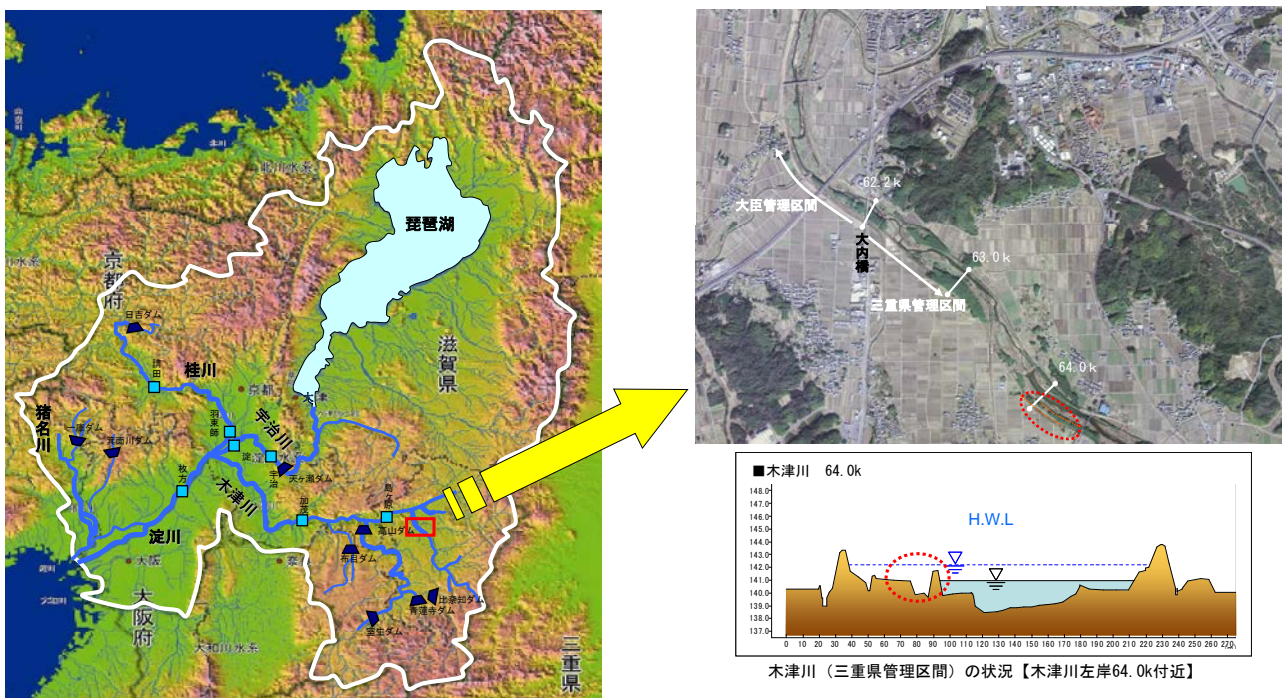 京都府
日吉ダム
桂川
琵琶湖
滋賀県
京都
大津
猪名川
一庫ダム
箕面川ダム
羽束師
宇治川
淀
宇治
天ヶ瀬ダム
枚方
木津川
加茂
島ヶ原
高山ダム
布目ダム
淀川
大阪
大阪府
比奈知ダム
青蓮寺ダム
室生ダム
大和川水系
三重県
62.2k
大臣管理区間
大内橋
63.0k
三重県管理区間
64.0k
■木津川 64.0k
H.W.L
148.0
147.0
146.0
145.0
144.0
143.0
142.0
141.0
140.0
139.0
138.0
137.0
0 10 20 30 40 50 60 70 80 90 100 110 120 130 140 150 160 170 180 190 200 210 220 230 240 250 260 270
木津川（三重県管理区間）の状況【木津川左岸64.0k付近】